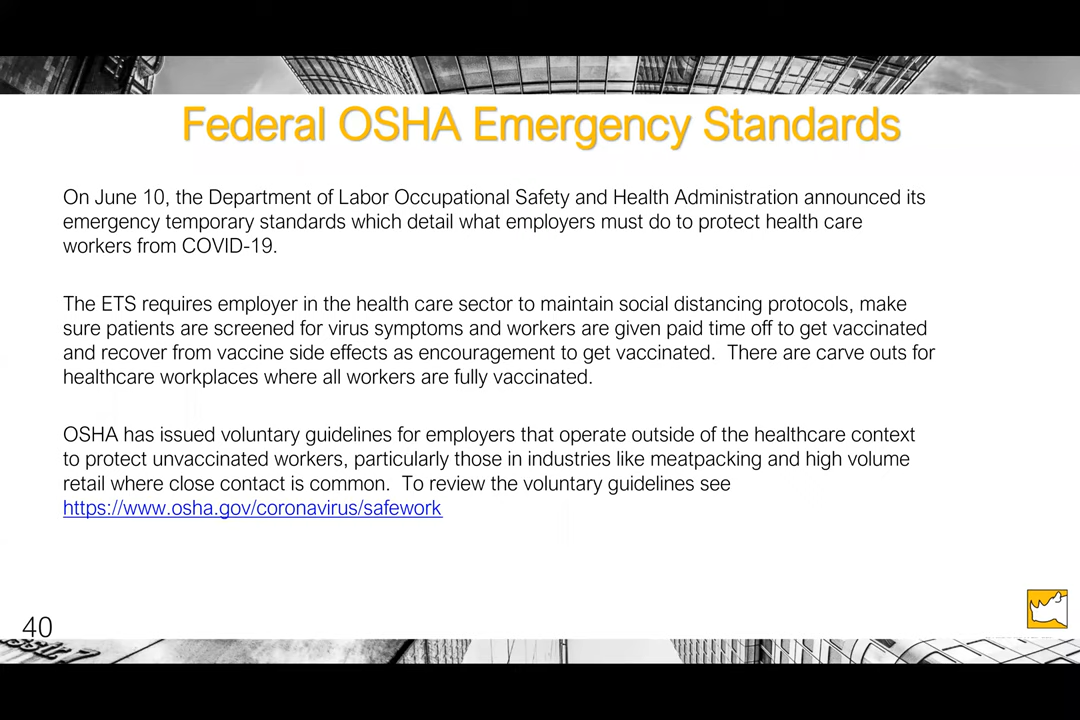 Federal OSHA Emergency Standards
On June 10, the Department of Labor Occupational Safety and Health Administration announced its
emergency temporary standards which detail what employers must do to protect health care
workers from COVID-19.
The ETS requires employer in the health care sector to maintain social distancing protocols, make
sure patients are screened for virus symptoms and workers are given paid time off to get vaccinated
and recover from vaccine side effects as encouragement to get vaccinated.  There are carve outs for
healthcare workplaces where all workers are fully vaccinated.
OSHA has issued voluntary guidelines for employers that operate outside of the healthcare context
to protect unvaccinated workers, particularly those in industries like meatpacking and high volume
retail where close contact is common.  To review the voluntary guidelines see
https://www.osha.gov/coronavirus/safework
40